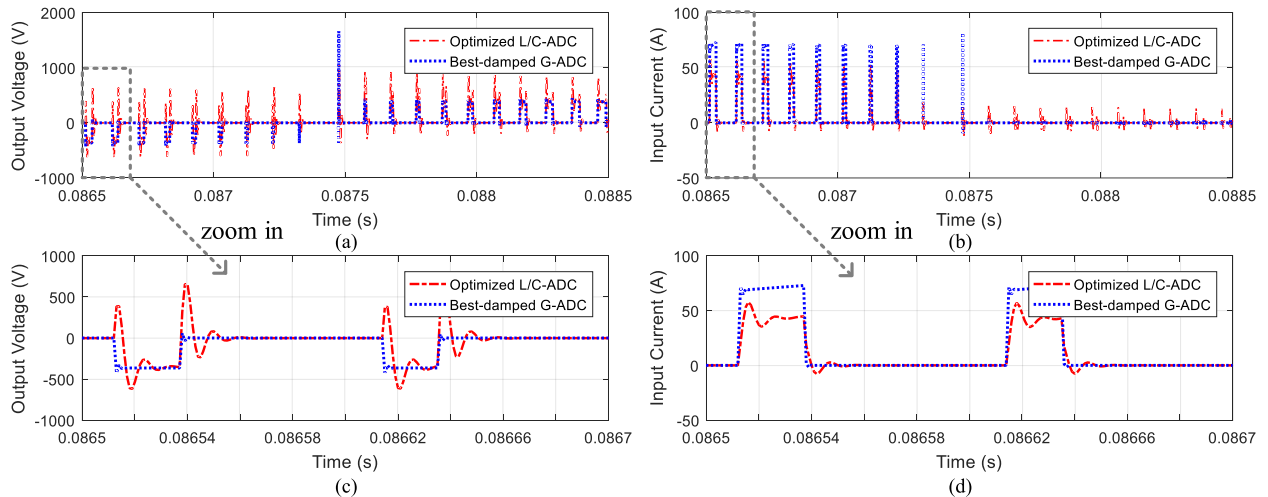 Output Voltage (V)
2000
1000
0
-1000
Optimized L/C-ADC
Best-damped G-ADC
0.0865
0.087
0.0875
0.088
0.0885
Time (s)
(a)
zoom in
Input Current (A)
100
50
0
-50
Optimized L/C-ADC
Best-damped G-ADC
0.0865
0.087
0.0875
0.088
0.0885
Time (s)
(b)
zoom in
Output Voltage (V)
1000
500
0
-500
-1000
Optimized L/C-ADC
Best-damped G-ADC
0.0865
0.08654
0.08658
0.08662
0.08666
0.0867
Time (s)
(c)
Input Current (A)
100
50
0
-50
Optimized L/C-ADC
Best-damped G-ADC
0.0865
0.08654
0.08658
0.08662
0.08666
0.0867
Time (s)
(d)